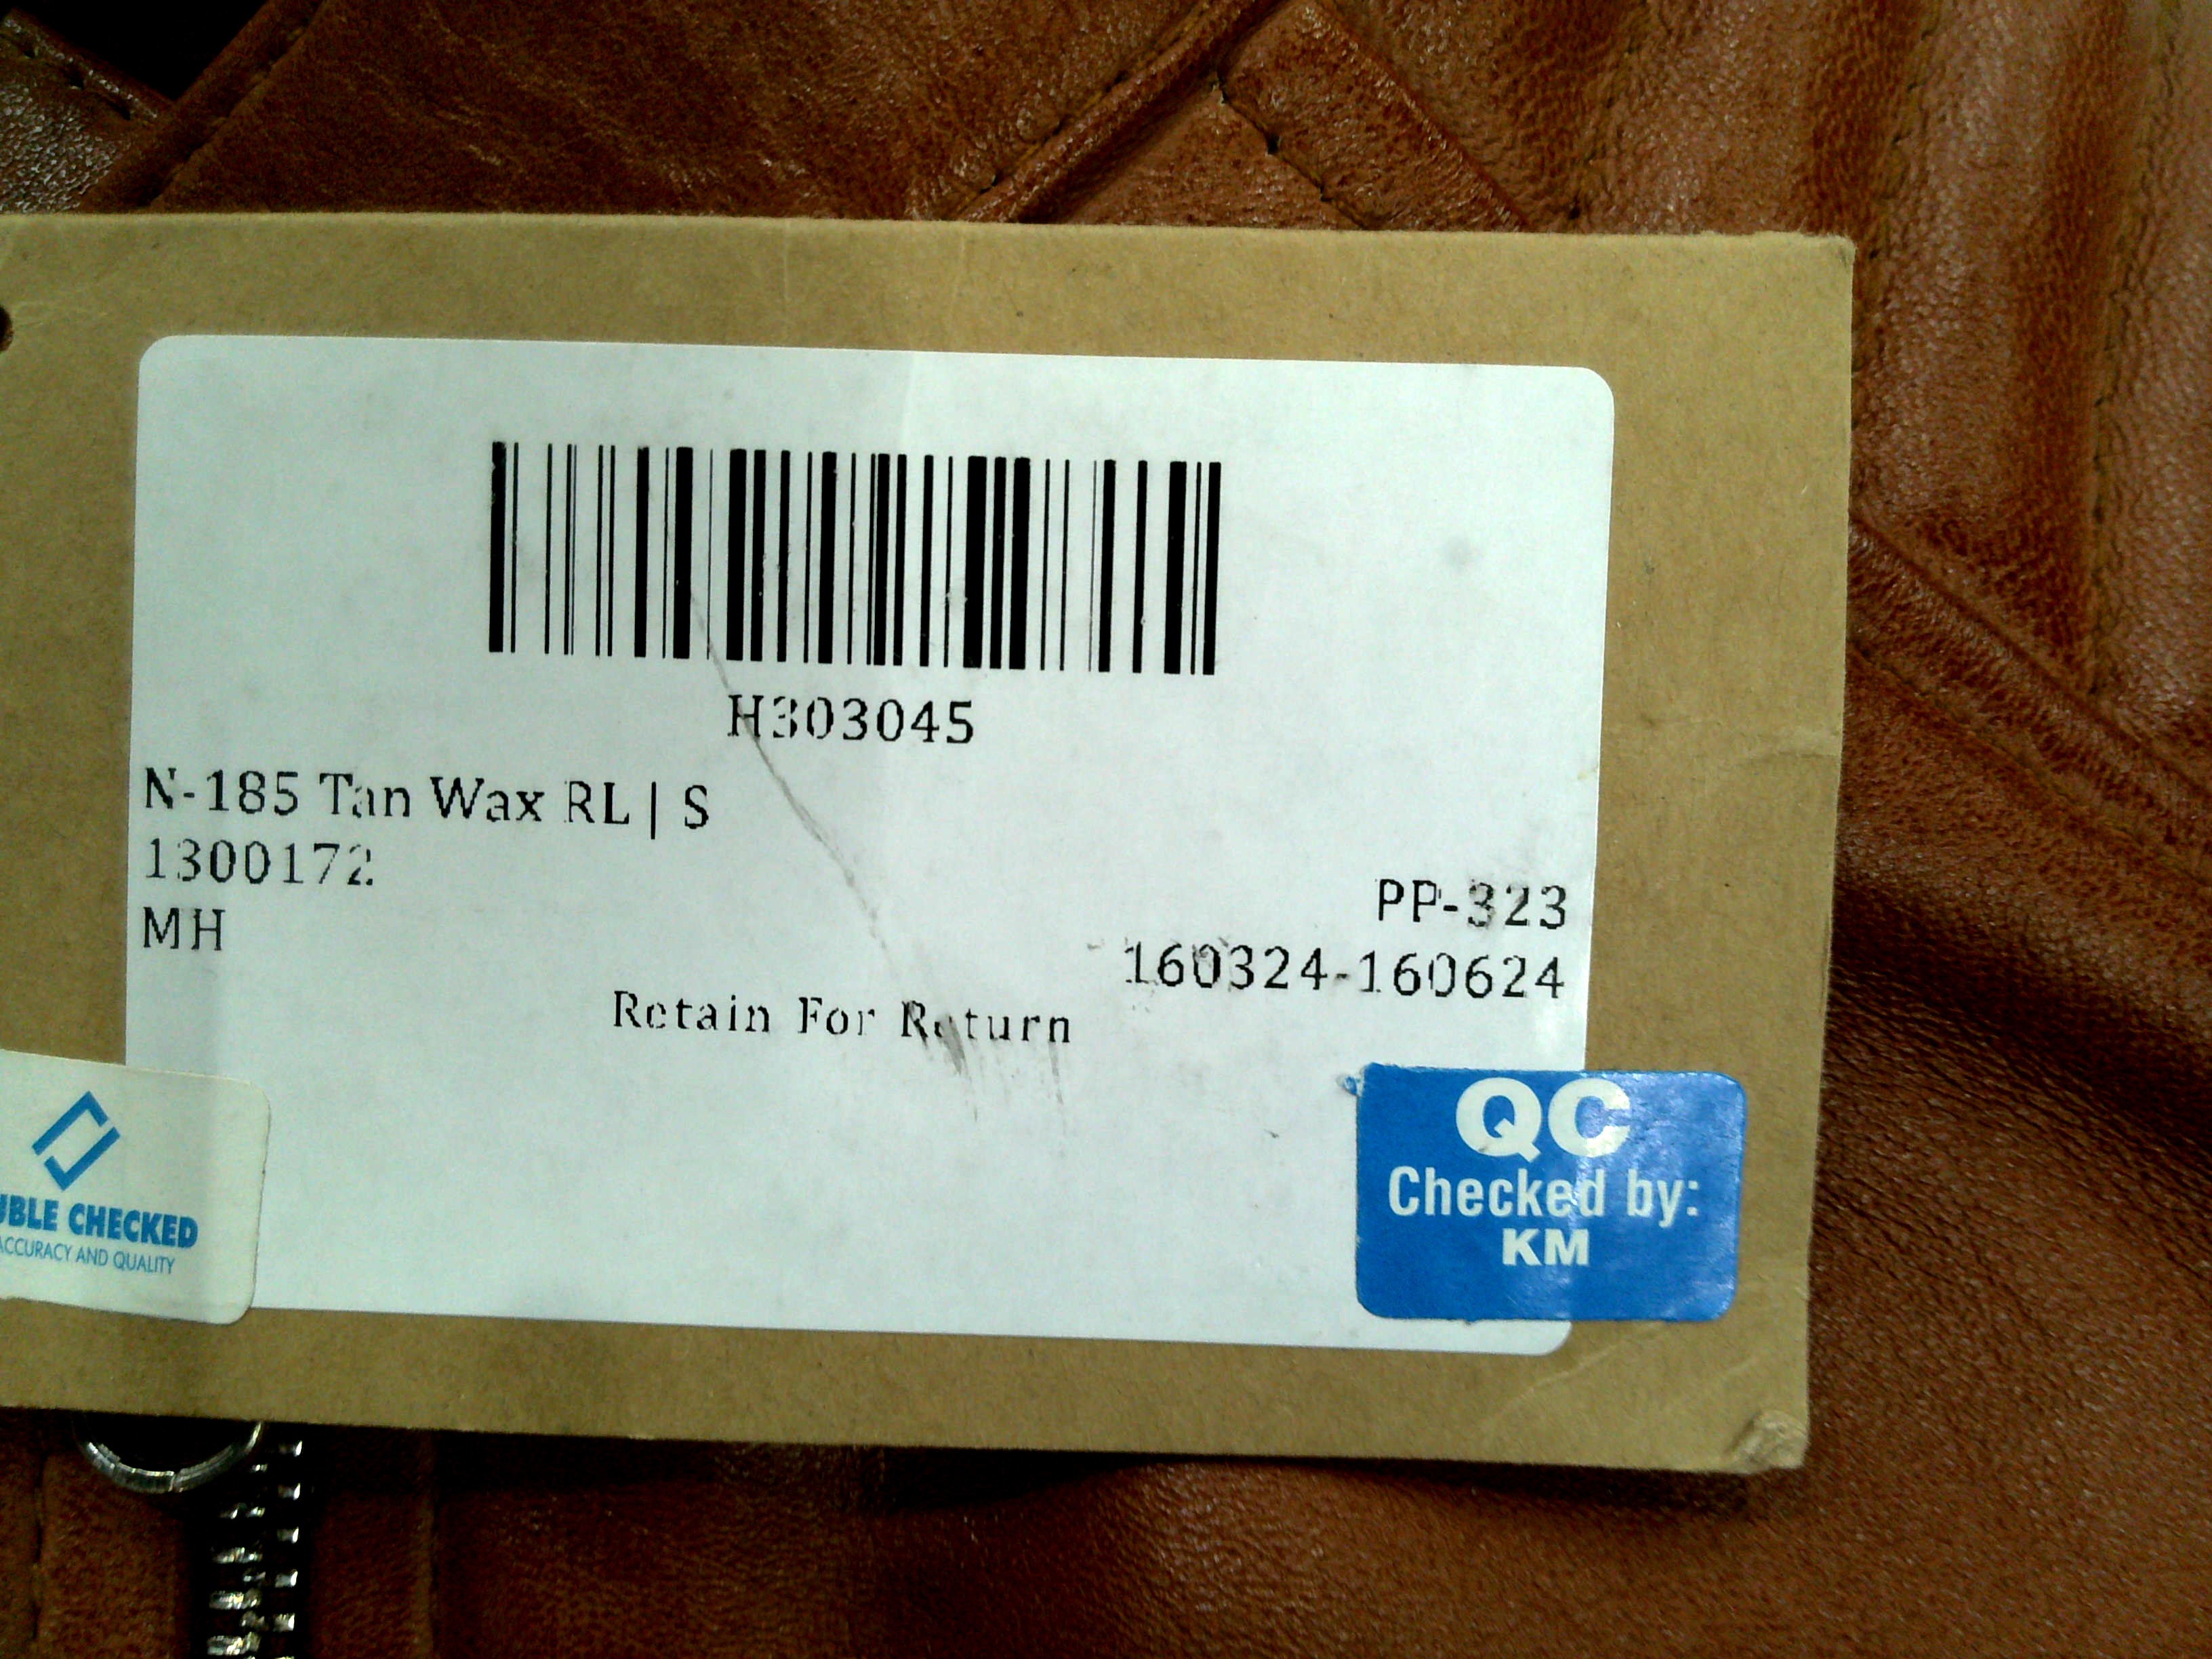 H303045
N-185 Tan Wax RL | S
1300172
MH
PP-323
160324-160624
Retain For Return
UBLE CHECKED
ACCURACY AND QUALITY
QC
Checked by:
KM